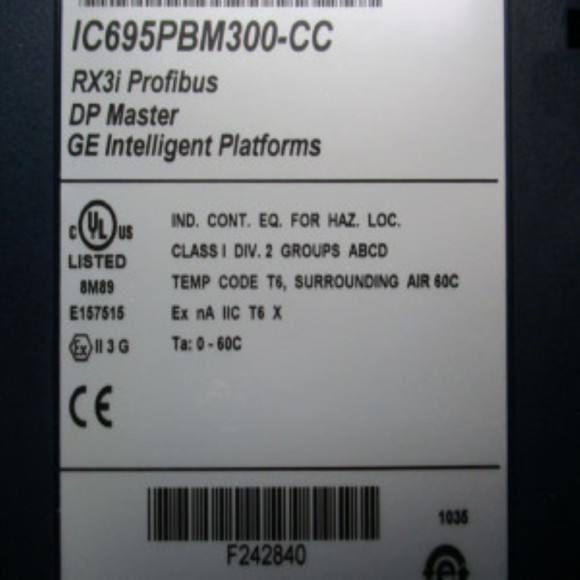 IC695PBM300-CC
RX3i Profibus
DP Master
GE Intelligent Platforms
C UL US
LISTED
8M89
E157515
Ex II 3 G
CE
IND. CONT. EQ. FOR HAZ. LOC.
CLASS I DIV. 2 GROUPS ABCD
TEMP CODE T6, SURROUNDING AIR 60C
Ex nA IIC T6 X
Ta: 0 - 60C
1035
F242840
e